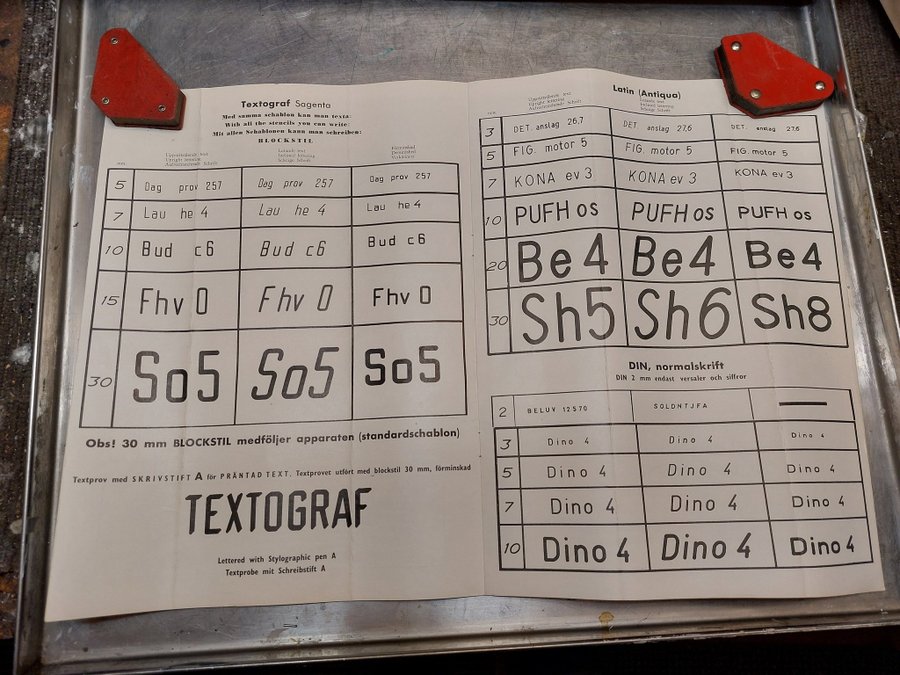 Textograf Sagenta
Med samma schablon kan man texta:
With all the stencils you can write:
Mit allen Schablonen kann man schreiben:
BLOCKSTIL
mm
5 Dag prov 257 Dag prov 257 Dag prov 257
7 Lau he 4 Lau he 4 Lau he 4
10 Bud c6 Bud c6 Bud c6
15 Fhv 0 Fhv 0 Fhv 0
30 So5 So5 So5
Obs! 30 mm BLOCKSTIL medföljer apparaten (standardschablon)
Textprov med SKRIVSTIFT A för PRÄNTAD TEXT. Textprovet utfört med blockstil 30 mm, förminskad
TEXTOGRAF
Lettered with Stylographic pen A
Textprobe mit Schreibstift A
Latin (Antiqua)
mm
3 DET. anslag 26,7 DET. anslag 27,6 DET. anslag 27,6
5 FIG. motor 5 FIG. motor 5 FIG. motor 5
7 KONA ev 3 KONA ev 3 KONA ev 3
10 PUFH os PUFH os PUFH os
20 Be4 Be4 Be4
30 Sh5 Sh6 Sh8
DIN, normalskrift
DIN 2 mm endast versaler och siffror
2 BELUV 12570 SOLDNTJFA
3 Dino 4 Dino 4 Dino 4
5 Dino 4 Dino 4 Dino 4
7 Dino 4 Dino 4 Dino 4
10 Dino 4 Dino 4 Dino 4